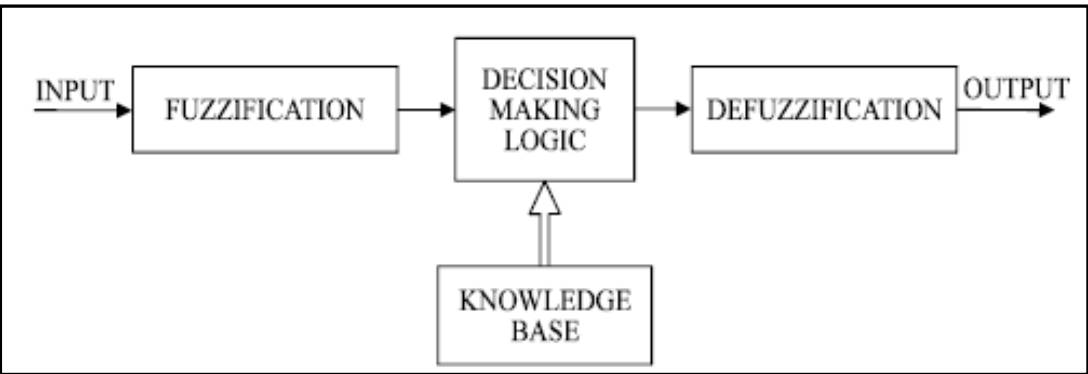 INPUT
FUZZIFICATION
DECISION
MAKING
LOGIC
DEFUZZIFICATION
OUTPUT
KNOWLEDGE
BASE